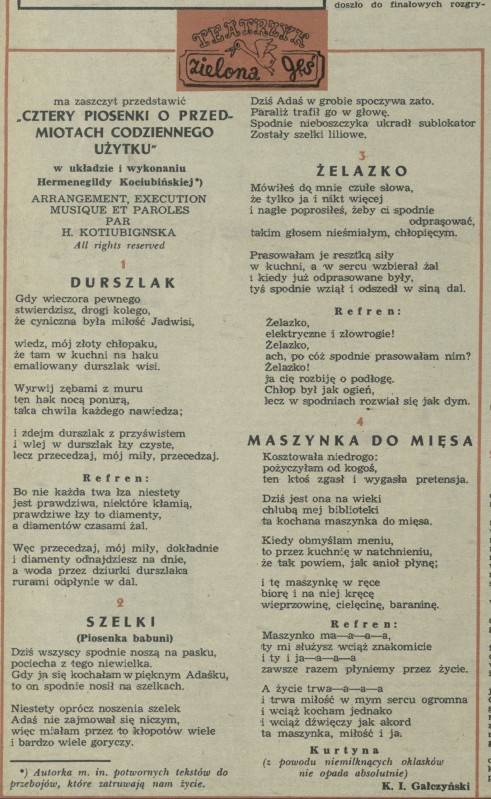 doszło do finałowych rozgry-
TEATRZYK
zielona gęś
ma zaszczyt przedstawić
„CZTERY PIOSENKI O PRZED-
MIOTACH CODZIENNEGO
UŻYTKU"
w układzie i wykonaniu
Hermenegildy Kociubińskiej*)
ARRANGEMENT, EXECUTION
MUSIQUE ET PAROLES
PAR
H. KOTIUBIGNSKA
All rights reserved
1
DURSZLAK
Gdy wieczora pewnego
stwierdzisz, drogi kolego,
że cyniczna była miłość Jadwisi,
wiedz, mój złoty chłopaku,
że tam w kuchni na haku
emaliowany durszlak wisi.
Wyrwij zębami z muru
ten hak nocą ponurą,
taka chwila każdego nawiedza;
i zdejm durszlak z przyświstem
i wlej w durszlak łzy czyste,
lecz przecedzaj, mój miły, przecedzaj.
Refren:
Bo nie każda twa łza niestety
jest prawdziwa, niektóre kłamią,
prawdziwe łzy to diamenty,
a diamentów czasami żal.
Węc przecedzaj, mój miły, dokładnie
i diamenty odnajdziesz na dnie,
a woda przez dziurki durszlaka
rurami odpłynie w dal.
2
SZELKI
(Piosenka babuni)
Dziś wszyscy spodnie noszą na pasku,
pociecha z tego niewielka.
Gdy ja się kochałam w pięknym Adaśku,
to on spodnie nosił na szelkach.
Niestety oprócz noszenia szelek
Adaś nie zajmował się niczym,
więc miałam przez to kłopotów wiele
i bardzo wiele goryczy.
*) Autorka m. in. potwornych tekstów do
przebojów, które zatruwają nam życie.
Dziś Adaś w grobie spoczywa zato.
Paraliż trafił go w głowę.
Spodnie nieboszczyka ukradł sublokator
Zostały szelki liliowe.
3
ŻELAZKO
Mówiłeś do mnie czułe słowa,
że tylko ja i nikt więcej
i nagle poprosiłeś, żeby ci spodnie
odprasować,
takim głosem nieśmiałym, chłopięcym.
Prasowałam je resztką siły
w kuchni, a w sercu wzbierał żal
i kiedy już odprasowane były,
tyś spodnie wziął i odszedł w siną dal.
Refren:
Żelazko,
elektryczne i złowrogie!
Żelazko,
ach, po cóż spodnie prasowałam nim?
Żelazko!
ja cię rozbiję o podłogę.
Chłop był jak ogień,
lecz w spodniach rozwiał się jak dym.
4
MASZYNKA DO MIĘSA
Kosztowała niedrogo:
pożyczyłam od kogoś,
ten ktoś zgasł i wygasła pretensja.
Dziś jest ona na wieki
chlubą mej biblioteki
ta kochana maszynka do mięsa.
Kiedy obmyślam meniu,
to przez kuchnię w natchnieniu,
że tak powiem, jak anioł płynę;
i tę maszynkę w ręce
biorę i na niej kręcę
wieprzowinę, cielęcinę, baraninę.
Refren:
Maszynko ma—a—a—a,
ty mi służysz wciąż znakomicie
i ty i ja—a—a—a
zawsze razem płyniemy przez życie.
A życie trwa—a—a—a
i trwa miłość w mym sercu ogromna
i wciąż kocham jednako
i wciąż dźwięczy jak akord
ta maszynka, miłość i ja.
Kurtyna
(z powodu niemilknących oklasków
nie opada absolutnie)
K. I. Gałczyński